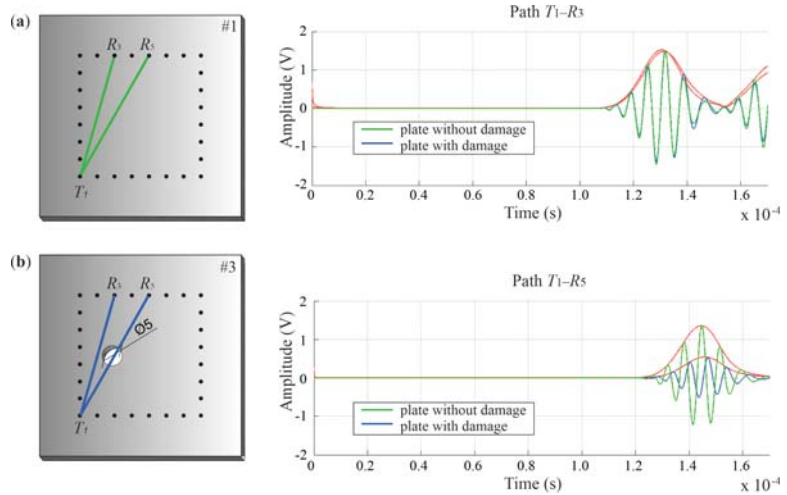 (a)
#1
R3 R5
T1
Path T1–R3
Amplitude (V)
2
1
0
-1
-2
plate without damage
plate with damage
0 0.2 0.4 0.6 0.8 1 1.2 1.4 1.6
Time (s)
x 10-4
(b)
#3
R3 R5
Ø5
T1
Path T1–R5
Amplitude (V)
2
1
0
-1
-2
plate without damage
plate with damage
0 0.2 0.4 0.6 0.8 1 1.2 1.4 1.6
Time (s)
x 10-4